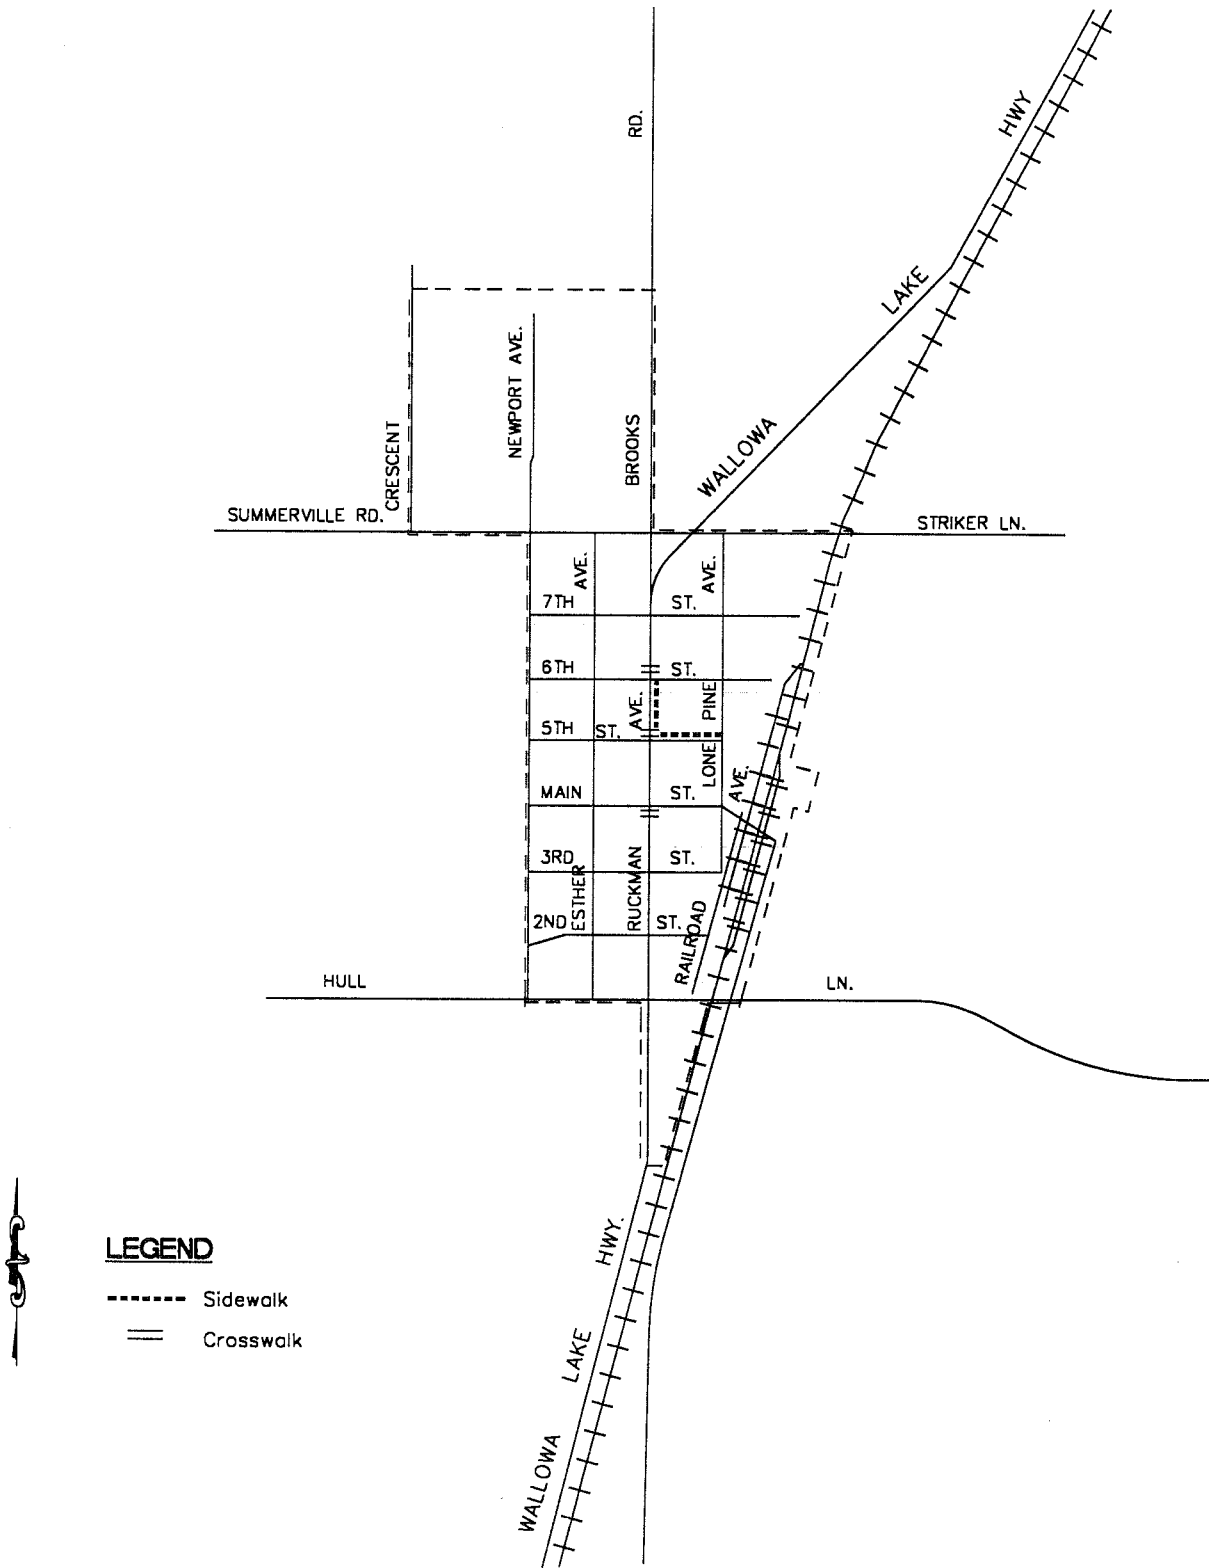 RD.
HWY
LAKE
WALLOWA
NEWPORT AVE.
BROOKS
CRESCENT
SUMMERVILLE RD.
STRIKER LN.
AVE.
AVE.
7TH
ST.
6TH
ST.
AVE.
PINE
5TH
ST.
LONE
AVE.
MAIN
ST.
3RD
ST.
ESTHER
RUCKMAN
2ND
ST.
RAILROAD
HULL
LN.
HWY.
LAKE
WALLOWA
LEGEND
Sidewalk
Crosswalk